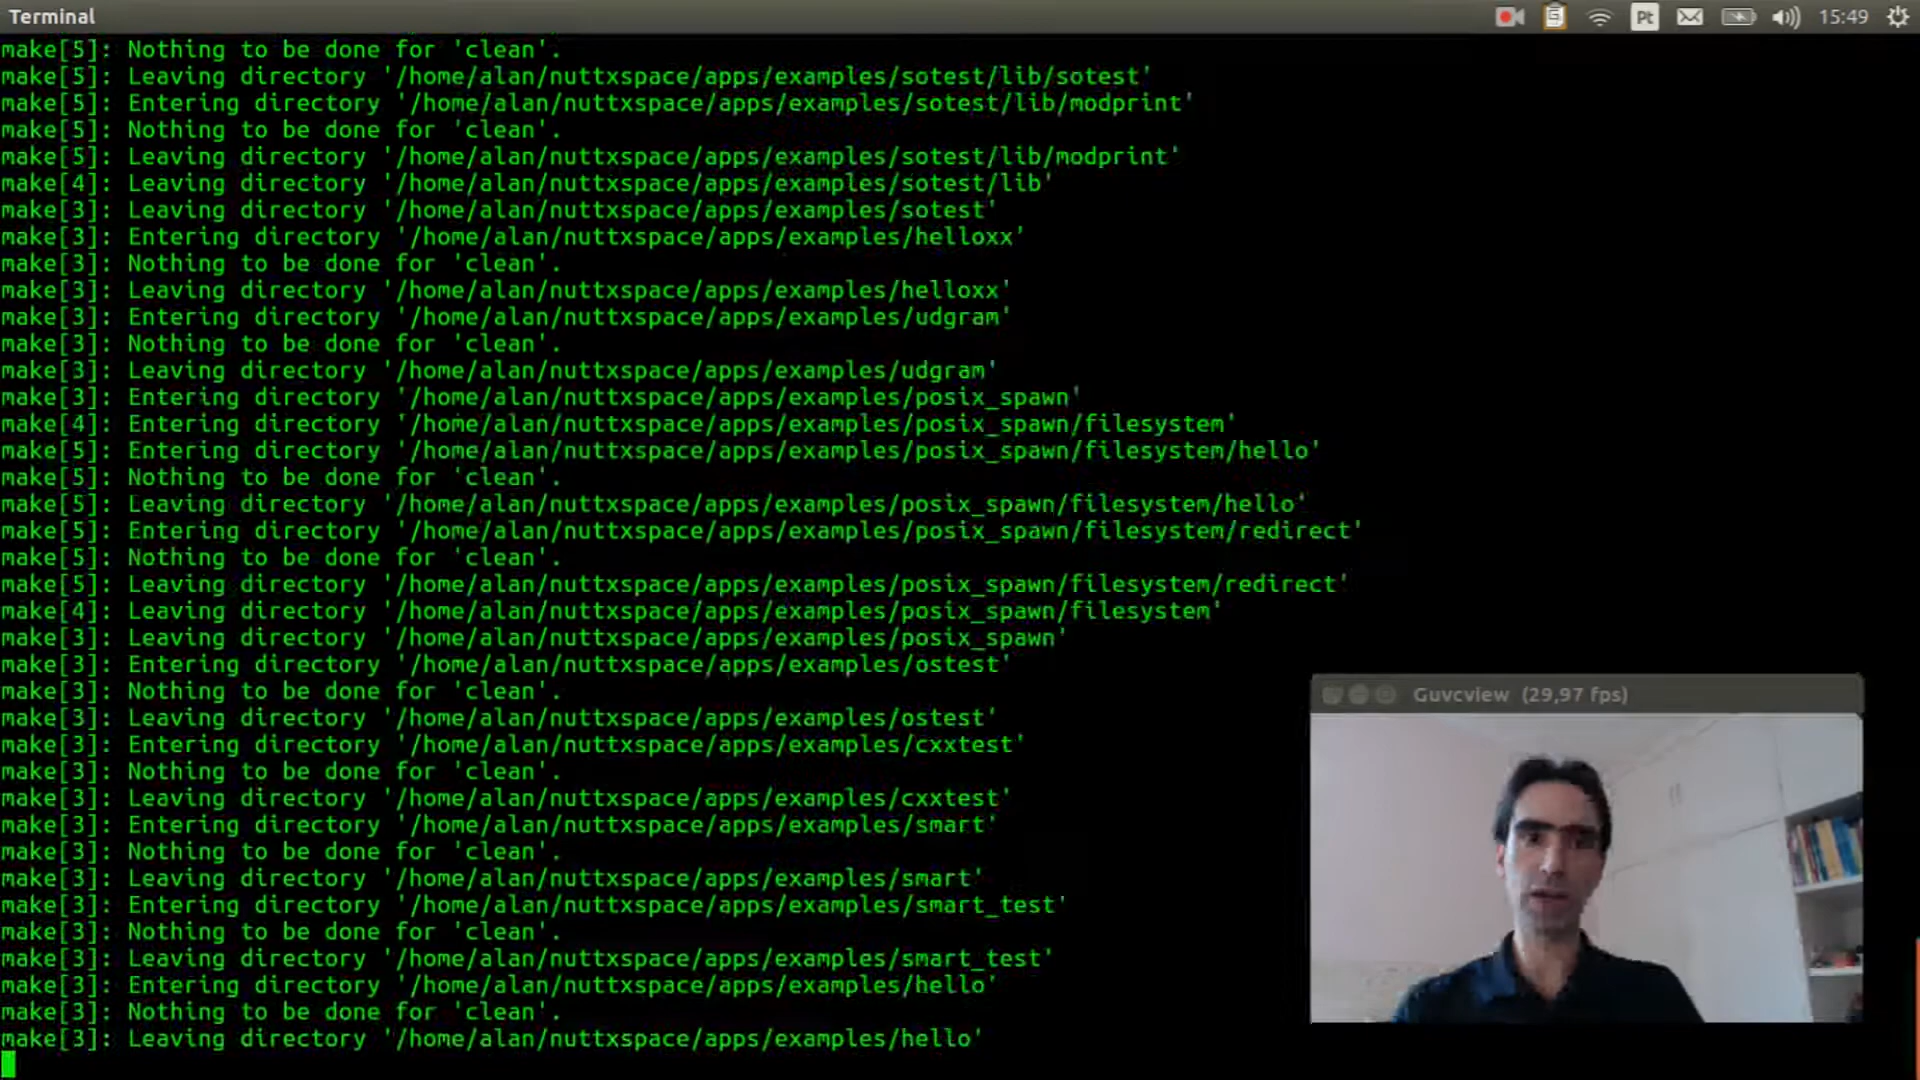 Terminal
Pt
15:49
make[5]: Nothing to be done for 'clean'.
make[5]: Leaving directory '/home/alan/nuttxspace/apps/examples/sotest/lib/sotest'
make[5]: Entering directory '/home/alan/nuttxspace/apps/examples/sotest/lib/modprint'
make[5]: Nothing to be done for 'clean'.
make[5]: Leaving directory '/home/alan/nuttxspace/apps/examples/sotest/lib/modprint'
make[4]: Leaving directory '/home/alan/nuttxspace/apps/examples/sotest/lib'
make[3]: Leaving directory '/home/alan/nuttxspace/apps/examples/sotest'
make[3]: Entering directory '/home/alan/nuttxspace/apps/examples/helloxx'
make[3]: Nothing to be done for 'clean'.
make[3]: Leaving directory '/home/alan/nuttxspace/apps/examples/helloxx'
make[3]: Entering directory '/home/alan/nuttxspace/apps/examples/udgram'
make[3]: Nothing to be done for 'clean'.
make[3]: Leaving directory '/home/alan/nuttxspace/apps/examples/udgram'
make[3]: Entering directory '/home/alan/nuttxspace/apps/examples/posix_spawn'
make[4]: Entering directory '/home/alan/nuttxspace/apps/examples/posix_spawn/filesystem'
make[5]: Entering directory '/home/alan/nuttxspace/apps/examples/posix_spawn/filesystem/hello'
make[5]: Nothing to be done for 'clean'.
make[5]: Leaving directory '/home/alan/nuttxspace/apps/examples/posix_spawn/filesystem/hello'
make[5]: Entering directory '/home/alan/nuttxspace/apps/examples/posix_spawn/filesystem/redirect'
make[5]: Nothing to be done for 'clean'.
make[5]: Leaving directory '/home/alan/nuttxspace/apps/examples/posix_spawn/filesystem/redirect'
make[4]: Leaving directory '/home/alan/nuttxspace/apps/examples/posix_spawn/filesystem'
make[3]: Leaving directory '/home/alan/nuttxspace/apps/examples/posix_spawn'
make[3]: Entering directory '/home/alan/nuttxspace/apps/examples/ostest'
make[3]: Nothing to be done for 'clean'.
make[3]: Leaving directory '/home/alan/nuttxspace/apps/examples/ostest'
make[3]: Entering directory '/home/alan/nuttxspace/apps/examples/cxxtest'
make[3]: Nothing to be done for 'clean'.
make[3]: Leaving directory '/home/alan/nuttxspace/apps/examples/cxxtest'
make[3]: Entering directory '/home/alan/nuttxspace/apps/examples/smart'
make[3]: Nothing to be done for 'clean'.
make[3]: Leaving directory '/home/alan/nuttxspace/apps/examples/smart'
make[3]: Entering directory '/home/alan/nuttxspace/apps/examples/smart_test'
make[3]: Nothing to be done for 'clean'.
make[3]: Leaving directory '/home/alan/nuttxspace/apps/examples/smart_test'
make[3]: Entering directory '/home/alan/nuttxspace/apps/examples/hello'
make[3]: Nothing to be done for 'clean'.
make[3]: Leaving directory '/home/alan/nuttxspace/apps/examples/hello'
Guvcview (29,97 fps)